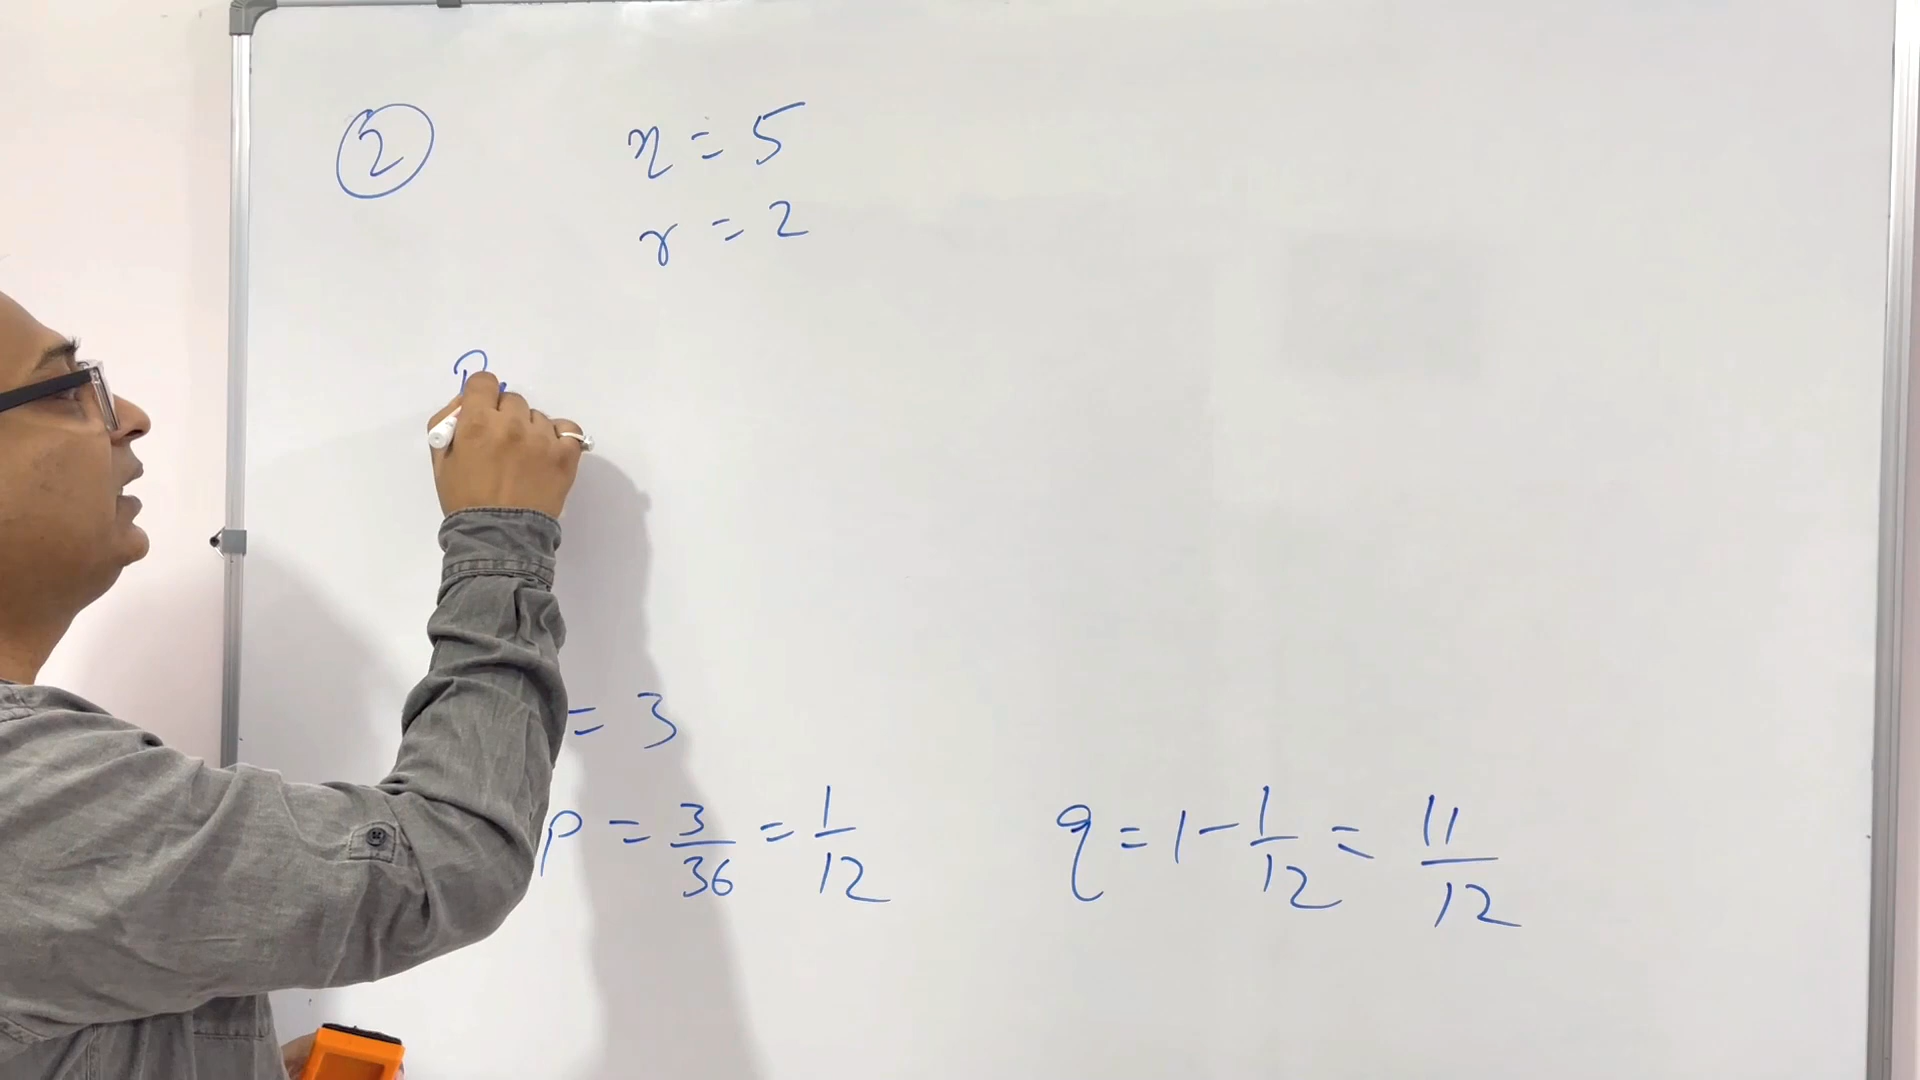 2 n = 5
r = 2
P
= 3
p = 3/36 = 1/12 q = 1 - 1/12 = 11/12